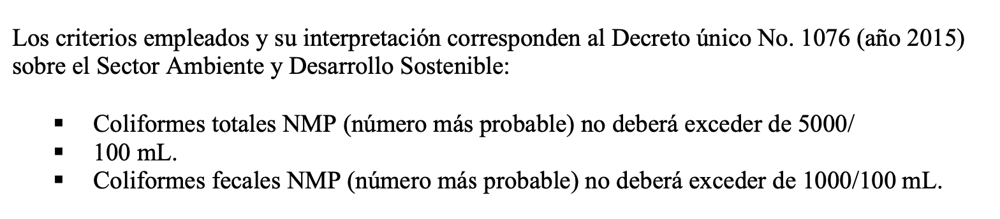 Los criterios empleados y su interpretación corresponden al Decreto único No. 1076 (año 2015)
sobre el Sector Ambiente y Desarrollo Sostenible:
▪ Coliformes totales NMP (número más probable) no deberá exceder de 5000/
▪ 100 mL.
▪ Coliformes fecales NMP (número más probable) no deberá exceder de 1000/100 mL.